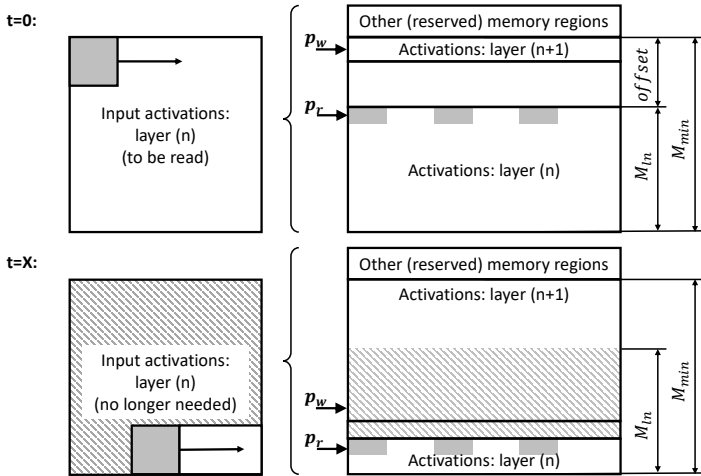 t=0:
Input activations:
layer (n)
(to be read)
Other (reserved) memory regions
p_w
Activations: layer (n+1)
offset
p_r
Activations: layer (n)
M_In
M_min
t=X:
Input activations:
layer (n)
(no longer needed)
Other (reserved) memory regions
Activations: layer (n+1)
p_w
p_r
Activations: layer (n)
M_In
M_min